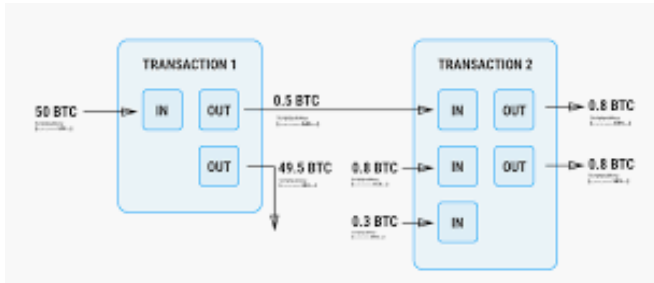 TRANSACTION 1
50 BTC
IN
OUT
0.5 BTC
OUT
49.5 BTC
TRANSACTION 2
IN
OUT
0.8 BTC
0.8 BTC
IN
OUT
0.8 BTC
0.3 BTC
IN